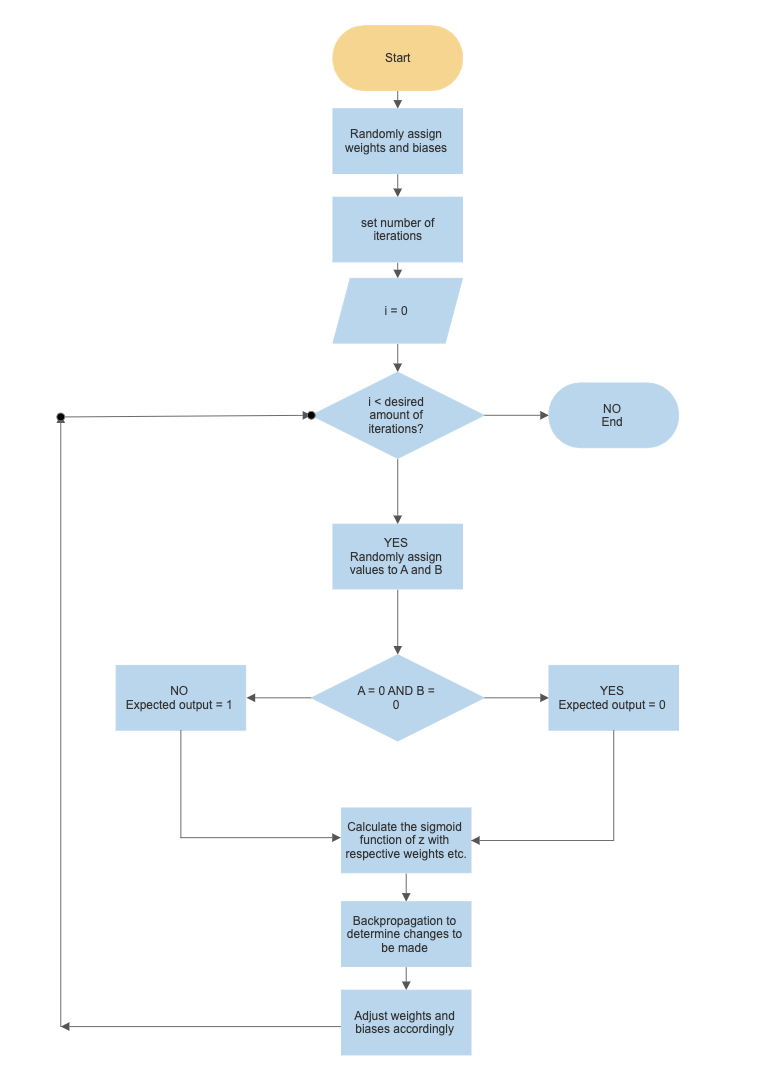 Start
Randomly assign
weights and biases
set number of
iterations
i = 0
i < desired
amount of
iterations?
NO
End
YES
Randomly assign
values to A and B
NO
Expected output = 1
A = 0 AND B =
0
YES
Expected output = 0
Calculate the sigmoid
function of z with
respective weights etc.
Backpropagation to
determine changes to
be made
Adjust weights and
biases accordingly